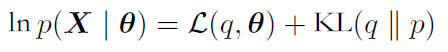 ln p(X | θ) = ℒ(q, θ) + KL(q ∥ p)